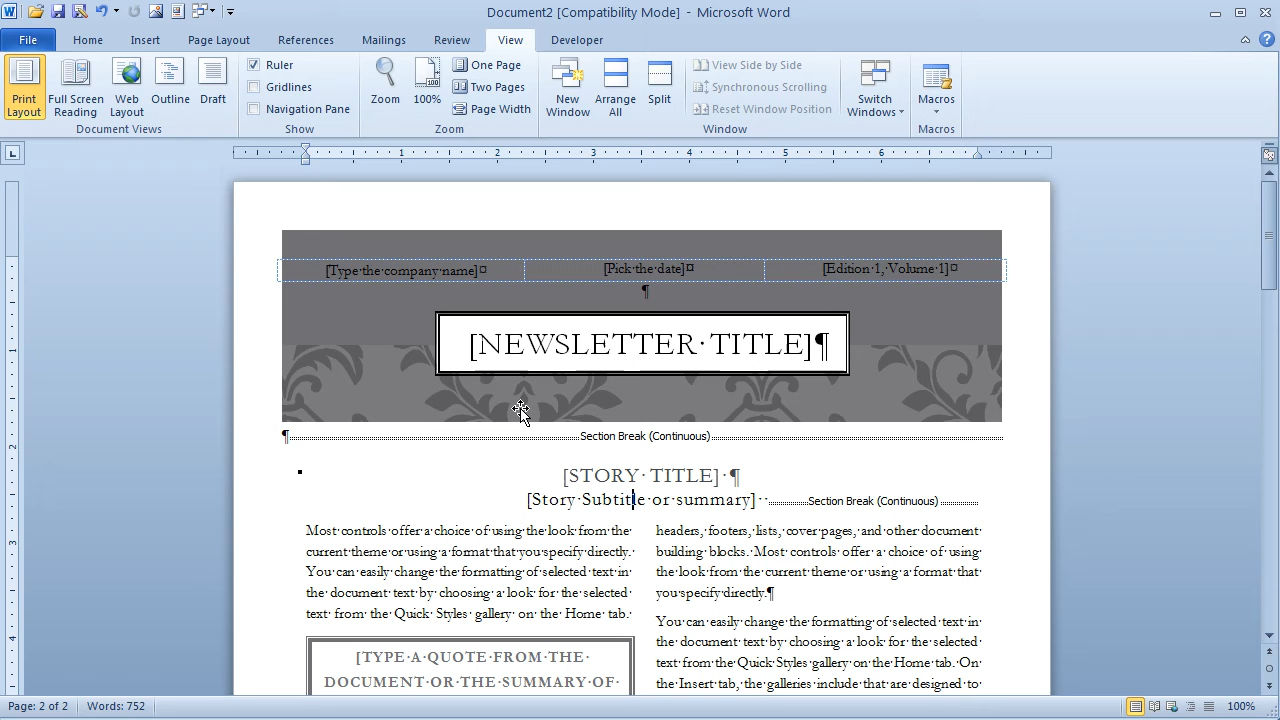 Document2 [Compatibility Mode] - Microsoft Word
File Home Insert Page Layout References Mailings Review View Developer
Print Layout
Full Screen Reading
Web Layout
Outline
Draft
Document Views
Ruler
Gridlines
Navigation Pane
Show
Zoom
100%
One Page
Two Pages
Page Width
Zoom
New Window
Arrange All
Split
View Side by Side
Synchronous Scrolling
Reset Window Position
Window
Switch Windows
Macros
Macros
1 2 3 4 5 6
[Type·the·company·name]¤ [Pick·the·date]¤ [Edition·1,·Volume·1]¤
¶
[NEWSLETTER·TITLE]¶
¶ Section Break (Continuous)
[STORY·TITLE]·¶
[Story·Subtitle·or·summary]·· Section Break (Continuous)
Most·controls·offer·a·choice·of·using·the·look·from·the·
current·theme·or·using·a·format·that·you·specify·directly.·
You·can·easily·change·the·formatting·of·selected·text·in·
the·document·text·by·choosing·a·look·for·the·selected·
text·from·the·Quick·Styles·gallery·on·the·Home·tab.·
[TYPE·A·QUOTE·FROM·THE·
DOCUMENT·OR·THE·SUMMARY·OF·
headers,·footers,·lists,·cover·pages,·and·other·document·
building·blocks.·Most·controls·offer·a·choice·of·using·
the·look·from·the·current·theme·or·using·a·format·that·
you·specify·directly.¶
You·can·easily·change·the·formatting·of·selected·text·in·
the·document·text·by·choosing·a·look·for·the·selected·
text·from·the·Quick·Styles·gallery·on·the·Home·tab.·On·
the·Insert·tab,·the·galleries·include·that·are·designed·to·
1
2
3
4
Page: 2 of 2 Words: 752 100%